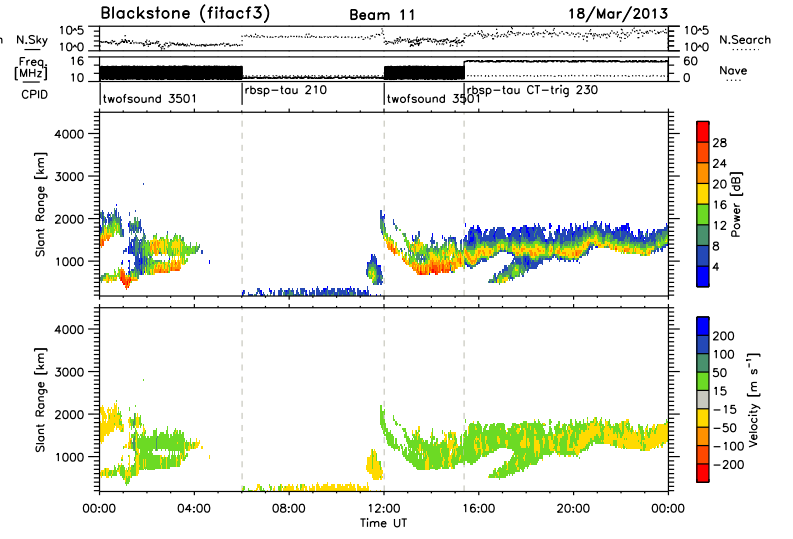 Blackstone (fitacf3) Beam 11 18/Mar/2013
n N.Sky 10^5 10^0 10^5 10^0 N.Search
Freq. [MHz] 16 10 60 0 Nave
CPID twofsound 3501 rbsp-tau 210 twofsound 3501 rbsp-tau CT-trig 230
Slant Range [km] 4000 3000 2000 1000
28 24 20 16 12 8 4 Power [dB]
Slant Range [km] 4000 3000 2000 1000
200 100 50 15 -15 -50 -100 -200 Velocity [m s⁻¹]
00:00 04:00 08:00 12:00 16:00 20:00 00:00
Time UT